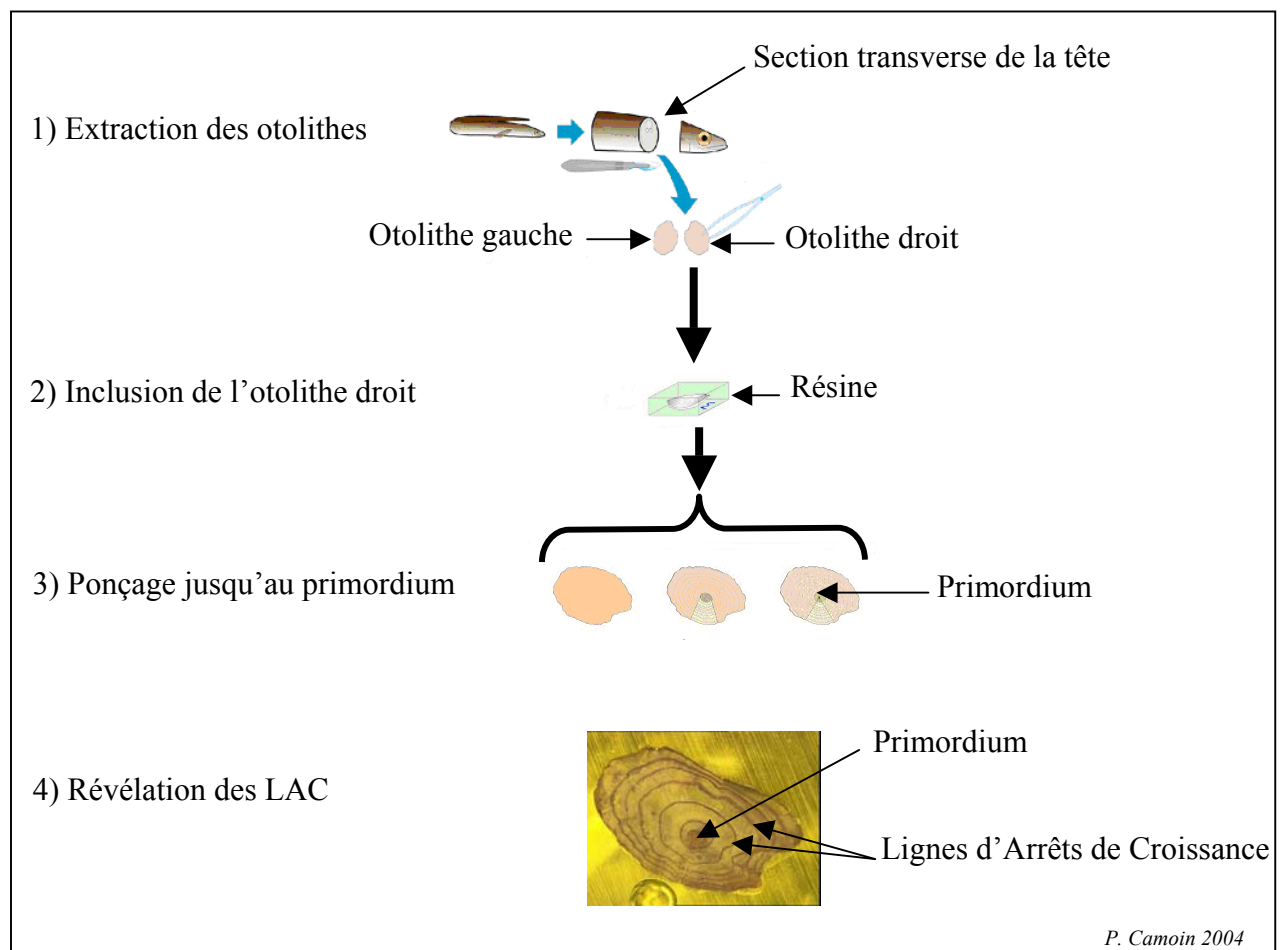 Section transverse de la tête
1) Extraction des otolithes
Otolithe gauche
Otolithe droit
2) Inclusion de l'otolithe droit
Résine
3) Ponçage jusqu'au primordium
Primordium
Primordium
4) Révélation des LAC
Lignes d'Arrêts de Croissance
P. Camoin 2004